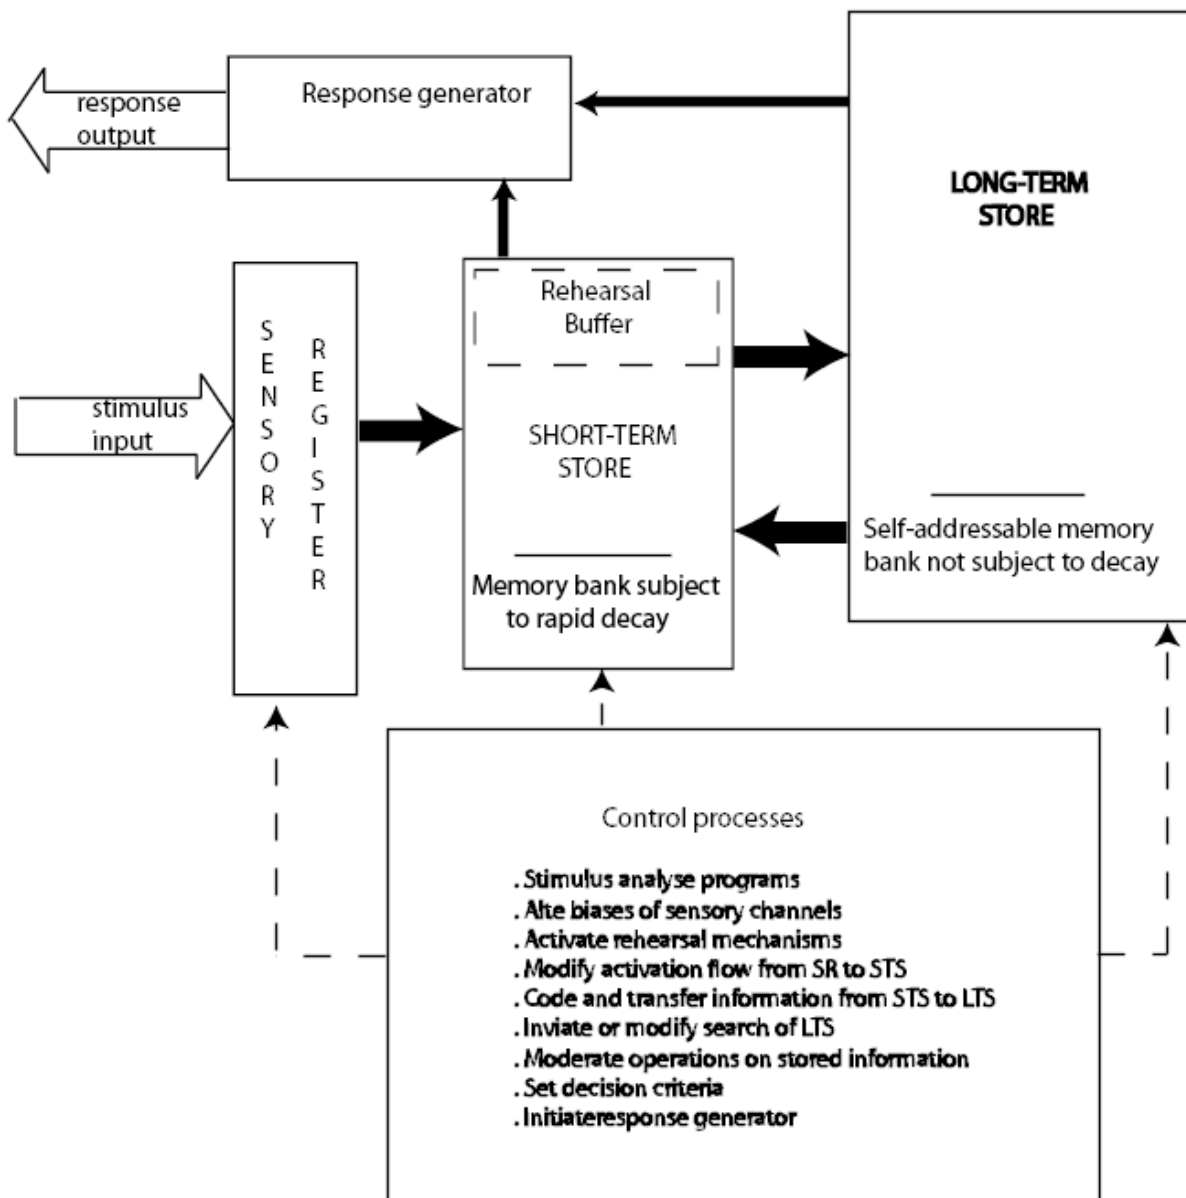 response
output
Response generator
LONG-TERM
STORE
stimulus
input
SENSORY
REGISTER
Rehearsal
Buffer
SHORT-TERM
STORE
Memory bank subject
to rapid decay
Self-addressable memory
bank not subject to decay
Control processes
. Stimulus analyse programs
. Alte biases of sensory channels
. Activate rehearsal mechanisms
. Modify activation flow from SR to STS
. Code and transfer information from STS to LTS
. Inviate or modify search of LTS
. Moderate operations on stored information
. Set decision criteria
. Initiateresponse generator